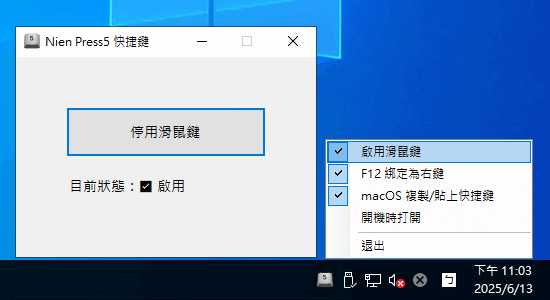 5 Nien Press5 快捷鍵
停用滑鼠鍵
目前狀態：✔ 啟用
啟用滑鼠鍵
F12 綁定為右鍵
macOS 複製/貼上快捷鍵
開機時打開
退出
5 ㄅ
下午 11:03
2025/6/13